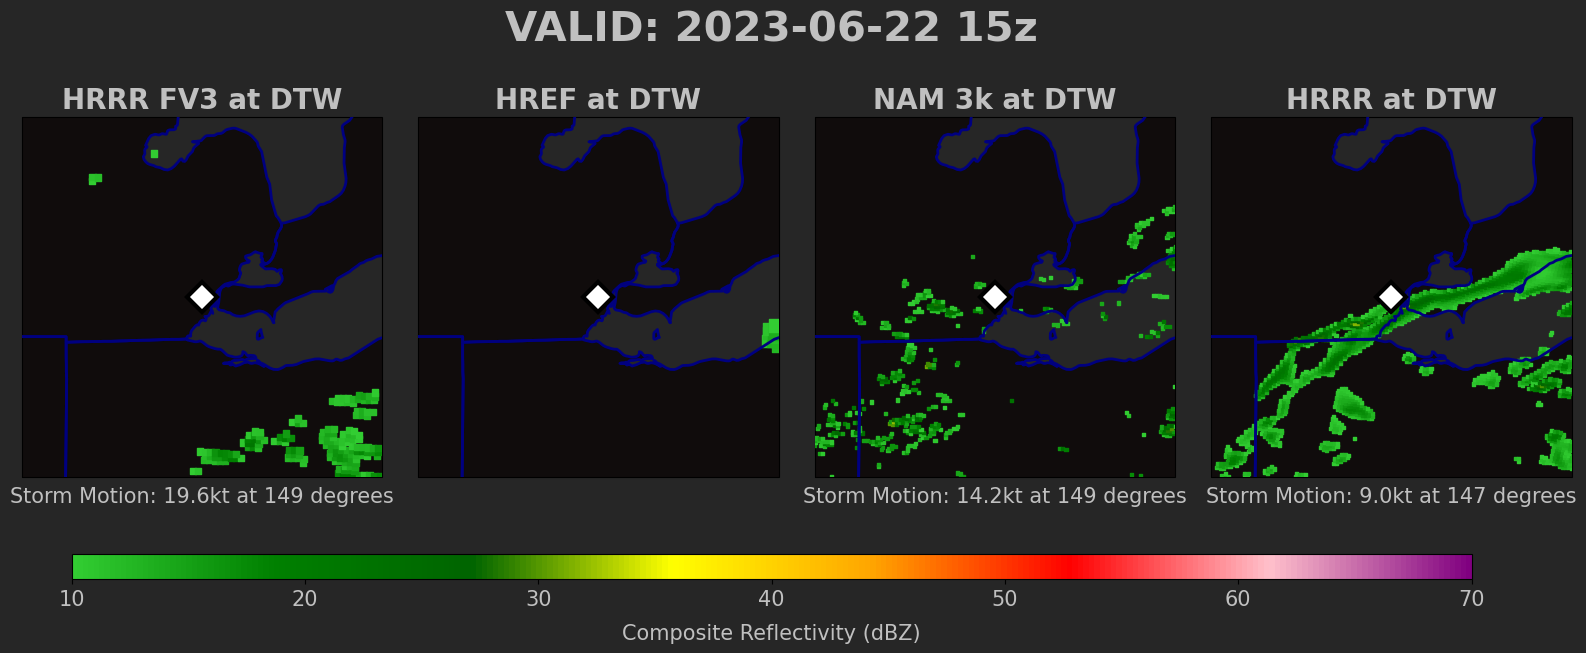 VALID: 2023-06-22 15z
HRRR FV3 at DTW
HREF at DTW
NAM 3k at DTW
HRRR at DTW
Storm Motion: 19.6kt at 149 degrees
Storm Motion: 14.2kt at 149 degrees
Storm Motion: 9.0kt at 147 degrees
10 20 30 40 50 60 70
Composite Reflectivity (dBZ)